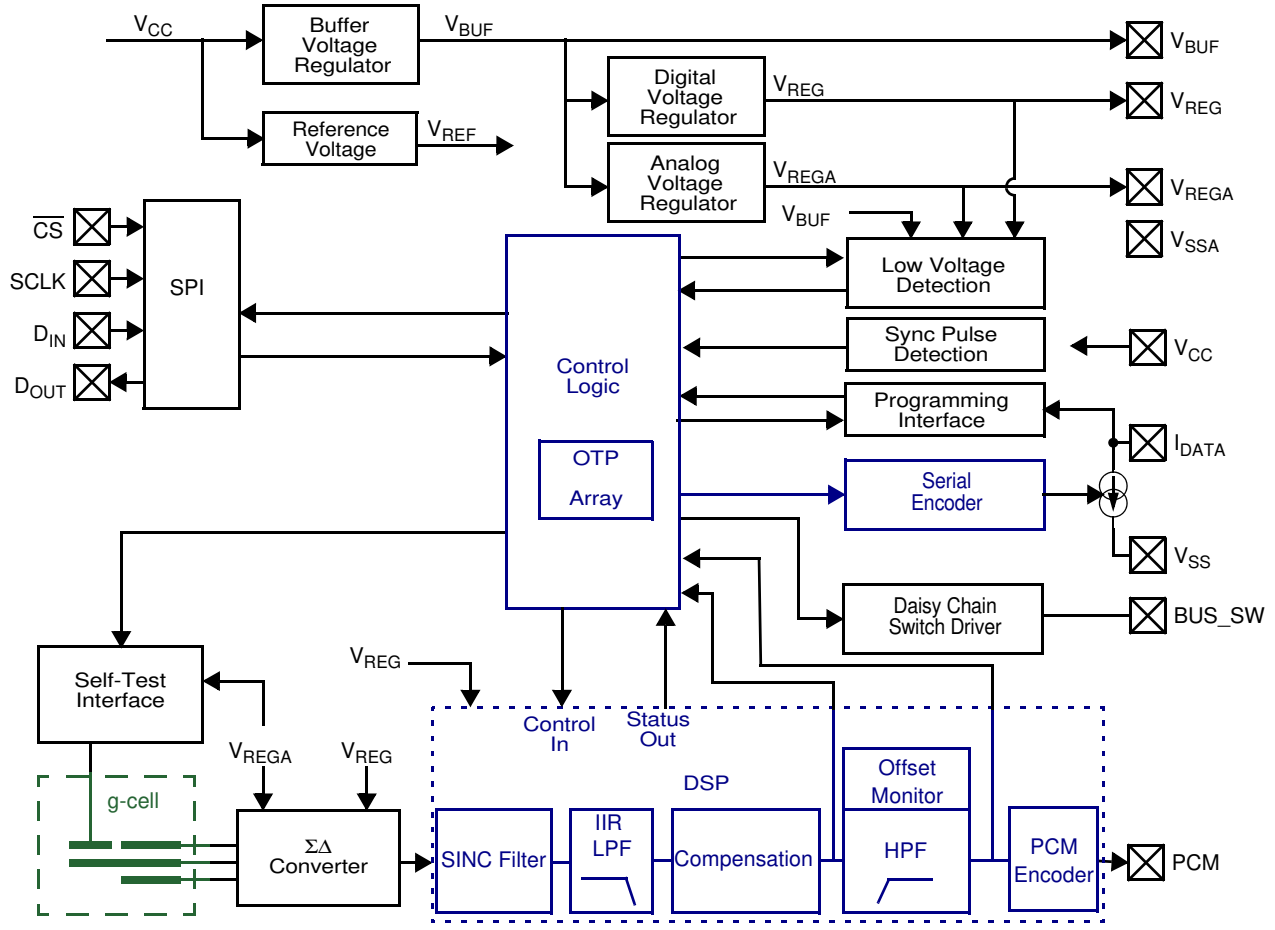 VCC
Buffer
Voltage
Regulator
VBUF
VBUF
Digital
Voltage
Regulator
VREG
VREG
Reference
Voltage
VREF
Analog
Voltage
Regulator
VREGA
VREGA
VBUF
VSSA
CS
SCLK
DIN
DOUT
SPI
Low Voltage
Detection
Sync Pulse
Detection
VCC
Control
Logic
Programming
Interface
IDATA
OTP
Array
Serial
Encoder
VSS
Daisy Chain
Switch Driver
BUS_SW
Self-Test
Interface
VREG
Control
In
Status
Out
VREGA
VREG
DSP
g-cell
ΣΔ
Converter
SINC Filter
IIR
LPF
Compensation
Offset
Monitor
HPF
PCM
Encoder
PCM